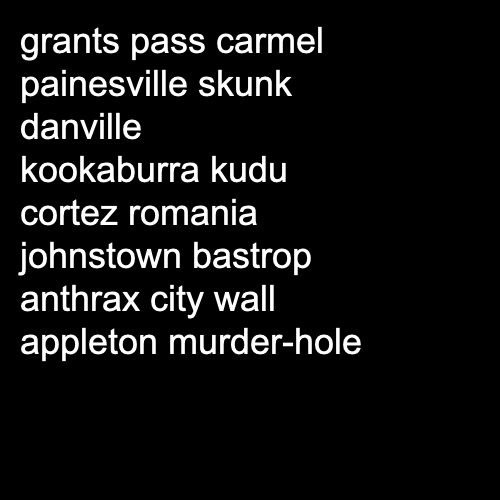 grants pass carmel
painesville skunk
danville
kookaburra kudu
cortez romania
johnstown bastrop
anthrax city wall
appleton murder-hole